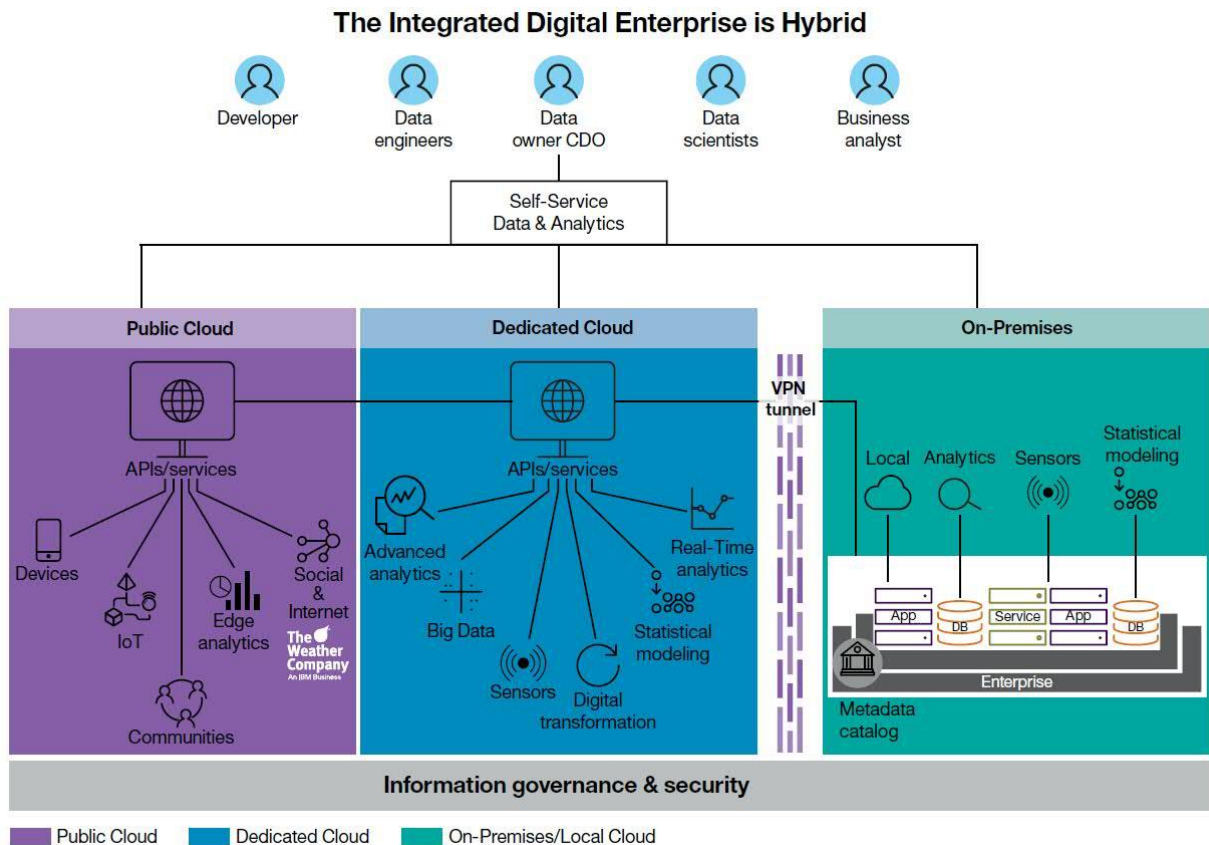 The Integrated Digital Enterprise is Hybrid
Developer
Data
engineers
Data
owner CDO
Data
scientists
Business
analyst
Self-Service
Data & Analytics
Public Cloud
Dedicated Cloud
On-Premises
VPN
tunnel
APIs/services
Devices
IoT
Edge
analytics
Social
&
Internet
The
Weather
Company
An IBM Business
Communities
APIs/services
Advanced
analytics
Big Data
Sensors
Digital
transformation
Statistical
modeling
Real-Time
analytics
Local
Analytics
Sensors
Statistical
modeling
App
DB
Service
App
DB
Enterprise
Metadata
catalog
Information governance & security
Public Cloud
Dedicated Cloud
On-Premises/Local Cloud